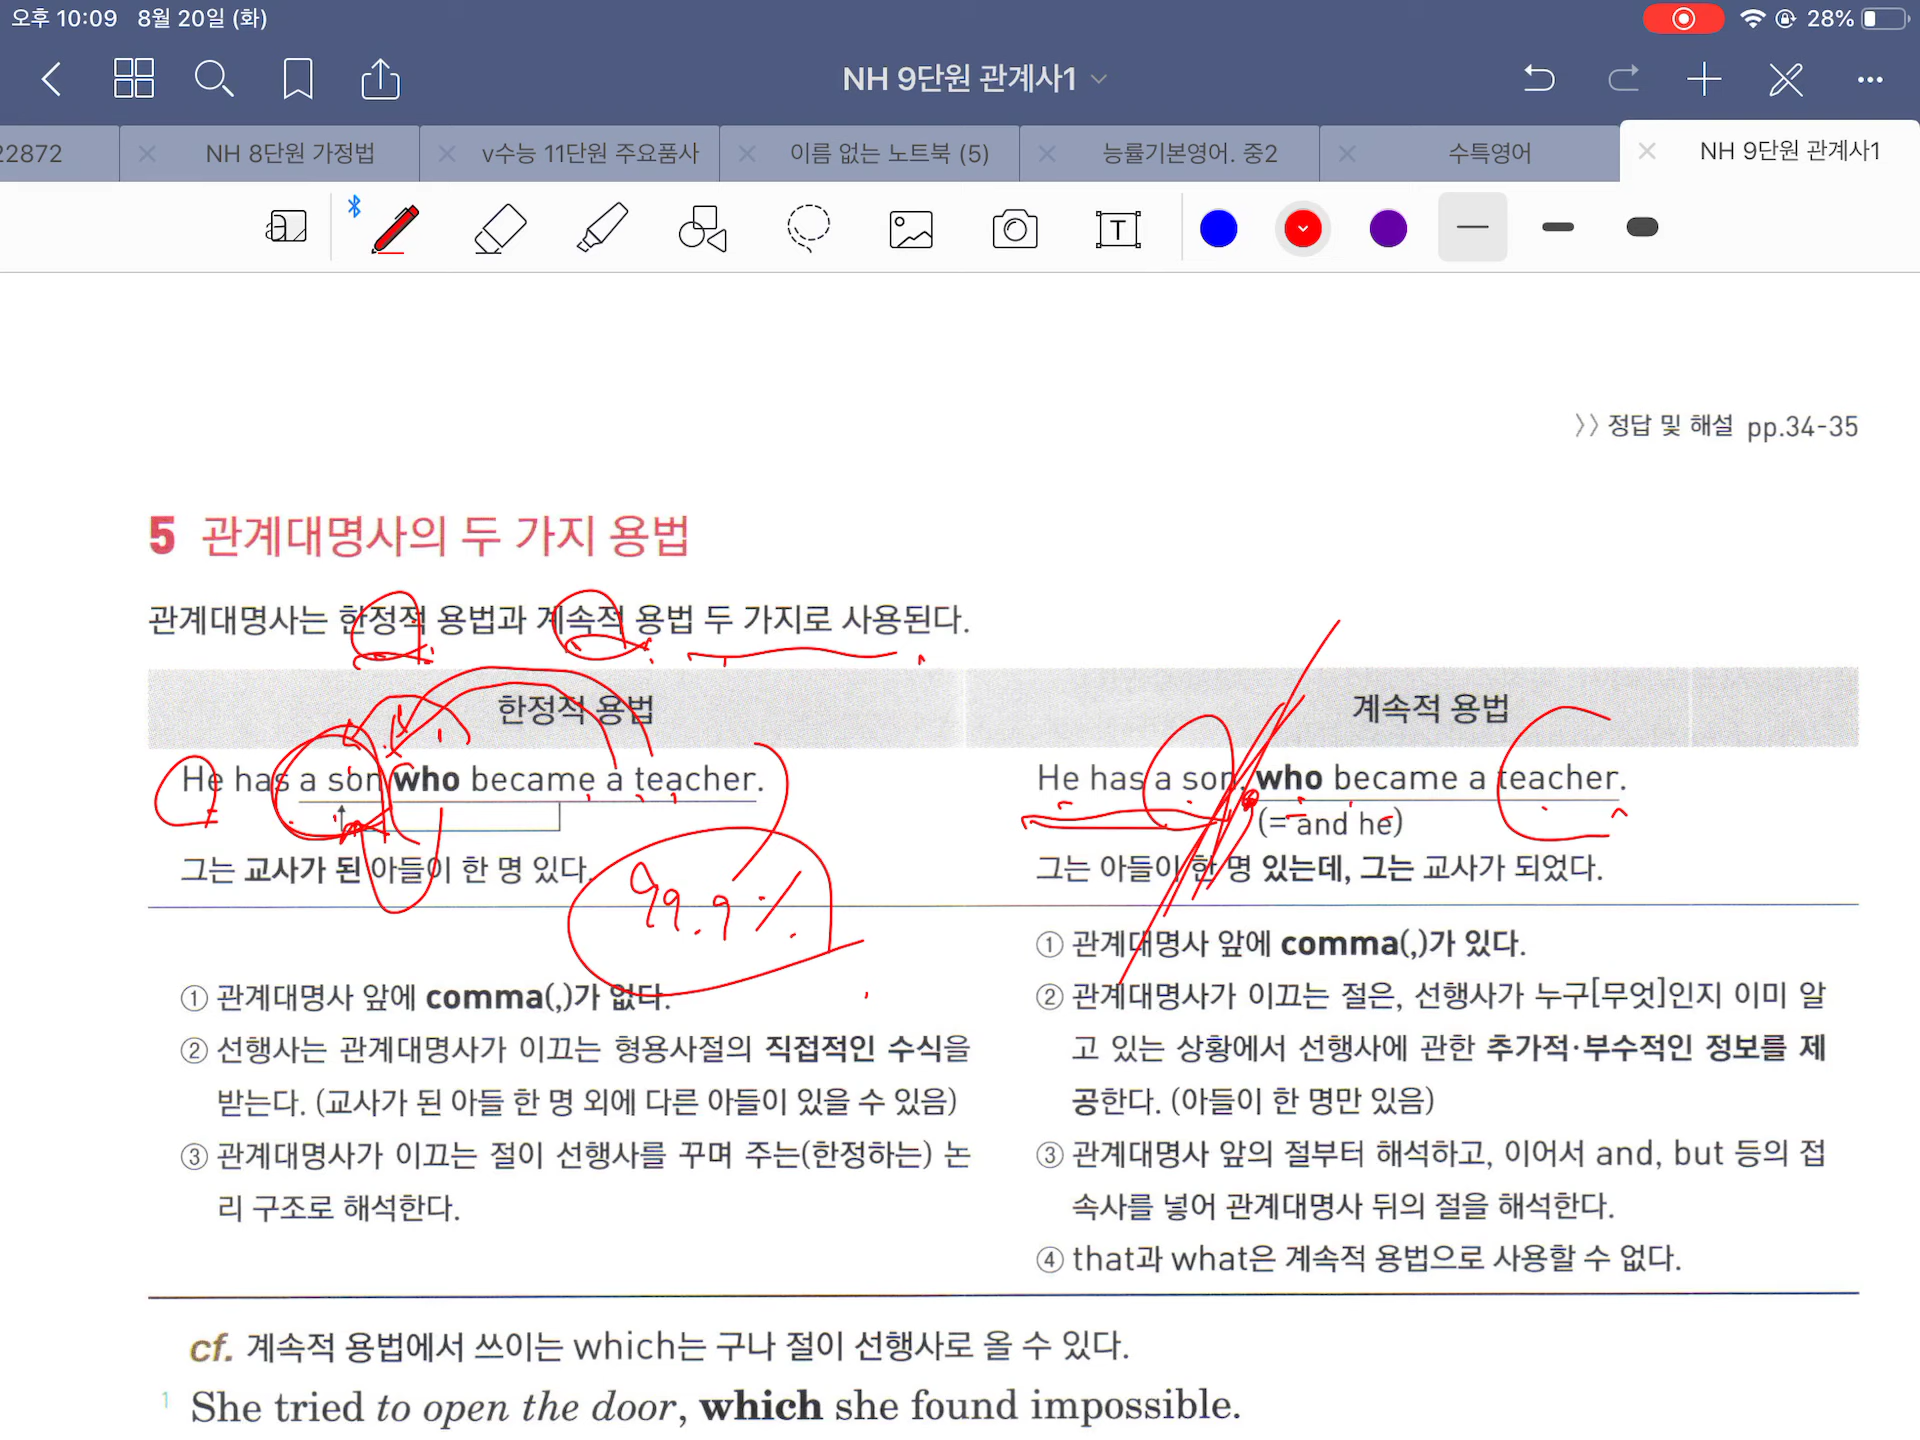 오후 10:09 8월 20일 (화) 28%
NH 9단원 관계사1
22872 NH 8단원 가정법 v수능 11단원 주요품사 이름 없는 노트북 (5) 능률기본영어. 중2 수특영어 NH 9단원 관계사1
T
>> 정답 및 해설 pp.34-35
5 관계대명사의 두 가지 용법
관계대명사는 한정적 용법과 계속적 용법 두 가지로 사용된다.
한정적 용법
He has a son who became a teacher.
그는 교사가 된 아들이 한 명 있다.
99.9%
① 관계대명사 앞에 comma(,)가 없다.
② 선행사는 관계대명사가 이끄는 형용사절의 직접적인 수식을
받는다. (교사가 된 아들 한 명 외에 다른 아들이 있을 수 있음)
③ 관계대명사가 이끄는 절이 선행사를 꾸며 주는(한정하는) 논
리 구조로 해석한다.
계속적 용법
He has a son, who became a teacher.
(= and he)
그는 아들이 한 명 있는데, 그는 교사가 되었다.
① 관계대명사 앞에 comma(,)가 있다.
② 관계대명사가 이끄는 절은, 선행사가 누구[무엇]인지 이미 알
고 있는 상황에서 선행사에 관한 추가적·부수적인 정보를 제
공한다. (아들이 한 명만 있음)
③ 관계대명사 앞의 절부터 해석하고, 이어서 and, but 등의 접
속사를 넣어 관계대명사 뒤의 절을 해석한다.
④ that과 what은 계속적 용법으로 사용할 수 없다.
cf. 계속적 용법에서 쓰이는 which는 구나 절이 선행사로 올 수 있다.
1 She tried to open the door, which she found impossible.